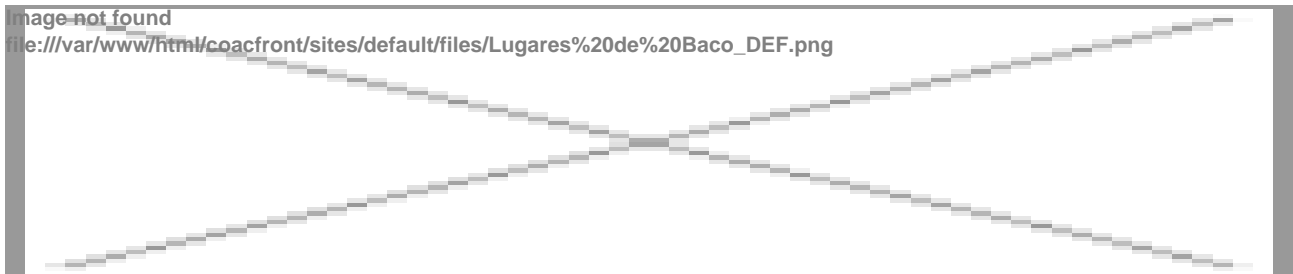 Image not found
file:///var/www/html/coacfront/sites/default/files/Lugares%20de%20Baco_DEF.png